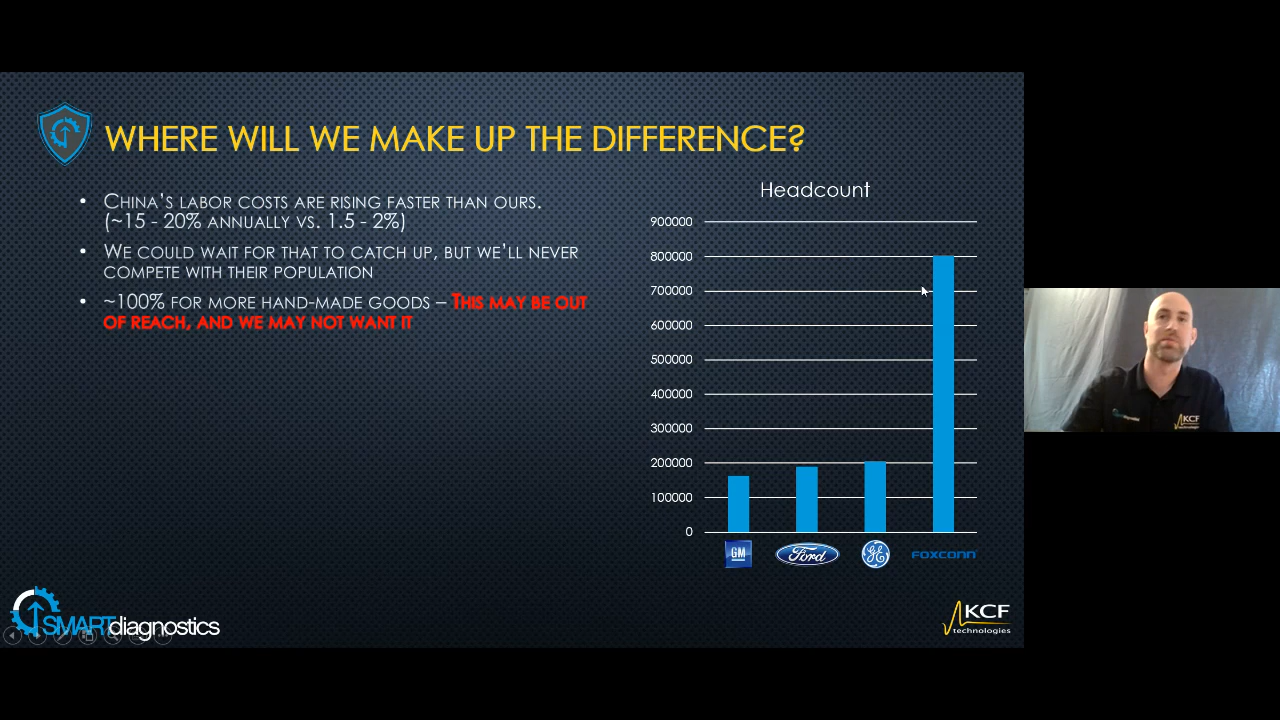 WHERE WILL WE MAKE UP THE DIFFERENCE?
• CHINA'S LABOR COSTS ARE RISING FASTER THAN OURS.
(~15 - 20% ANNUALLY VS. 1.5 - 2%)
• WE COULD WAIT FOR THAT TO CATCH UP, BUT WE'LL NEVER
COMPETE WITH THEIR POPULATION
• ~100% FOR MORE HAND-MADE GOODS – THIS MAY BE OUT
OF REACH, AND WE MAY NOT WANT IT
Headcount
900000
800000
700000
600000
500000
400000
300000
200000
100000
0
GM
Ford
GE
FOXCONN
SMARTdiagnostics
KCF
technologies
KCF
technologies